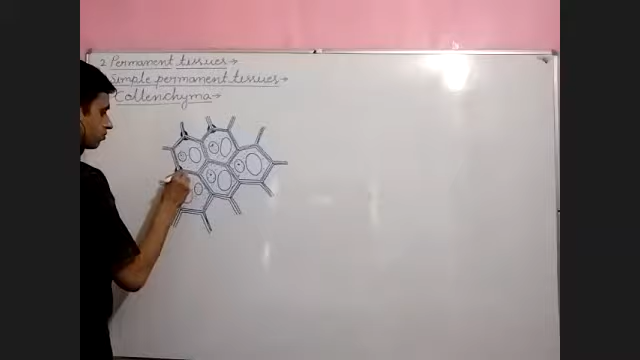 2 Permanent tissues→
Simple permanent tissues→
Collenchyma→